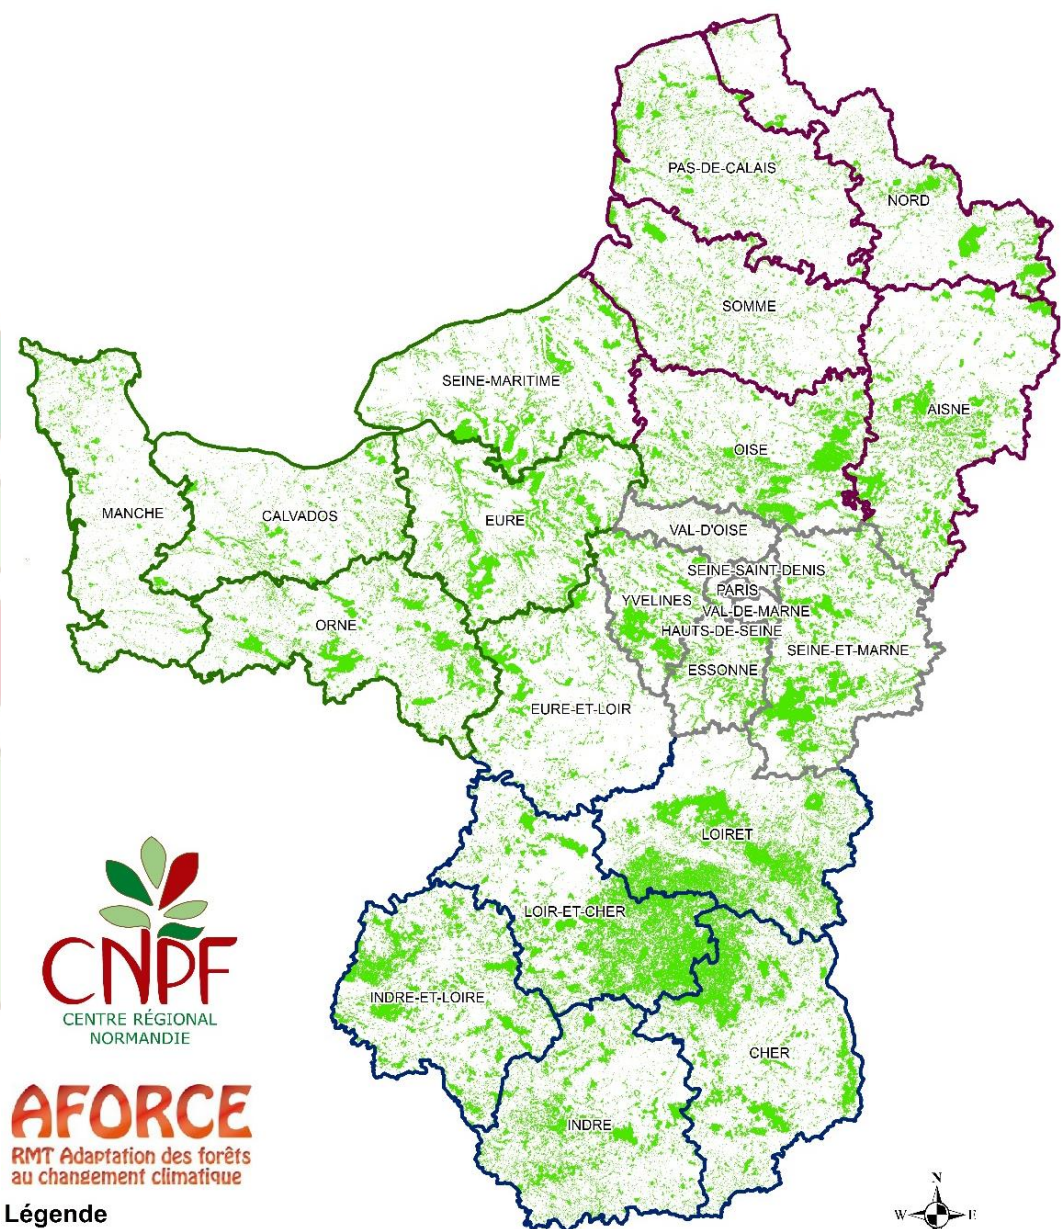 PAS-DE-CALAIS
NORD
SOMME
SEINE-MARITIME
AISNE
OISE
MANCHE
CALVADOS
EURE
VAL-D'OISE
SEINE-SAINT-DENIS
PARIS
YVELINES
VAL-DE-MARNE
HAUTS-DE-SEINE
ORNE
SEINE-ET-MARNE
ESSONNE
EURE-ET-LOIR
LOIRET
LOIR-ET-CHER
INDRE-ET-LOIRE
CHER
INDRE
CNPF
CENTRE RÉGIONAL
NORMANDIE
AFORCE
RMT Adaptation des forêts
au changement climatique
Légende
N
W E